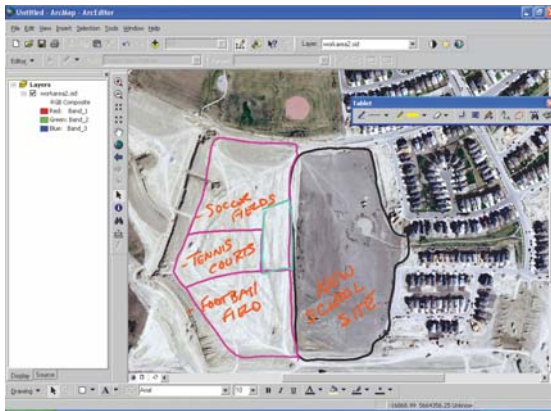 Untitled - ArcMap - ArcEditor
File Edit View Insert Selection Tools Window Help
Layer: workarea2.sid
Editor
Layers
workarea2.sid
RGB Composite
Red: Band_1
Green: Band_2
Blue: Band_3
Tablet
- SOCCER
FIELDS
- TENNIS
COURTS
- FOOTBALL
FIELD
NEW
SCHOOL
SITE
Display Source
Drawing A Arial 10 B I U A